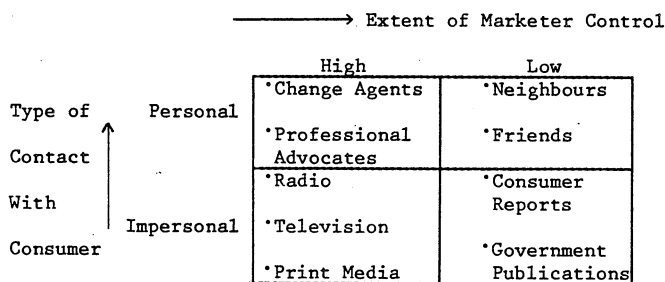 Extent of Marketer Control
High Low
•Change Agents •Neighbours
Type of Personal
•Professional •Friends
Contact Advocates
•Radio •Consumer
With Reports
Impersonal •Television
Consumer •Government
•Print Media Publications